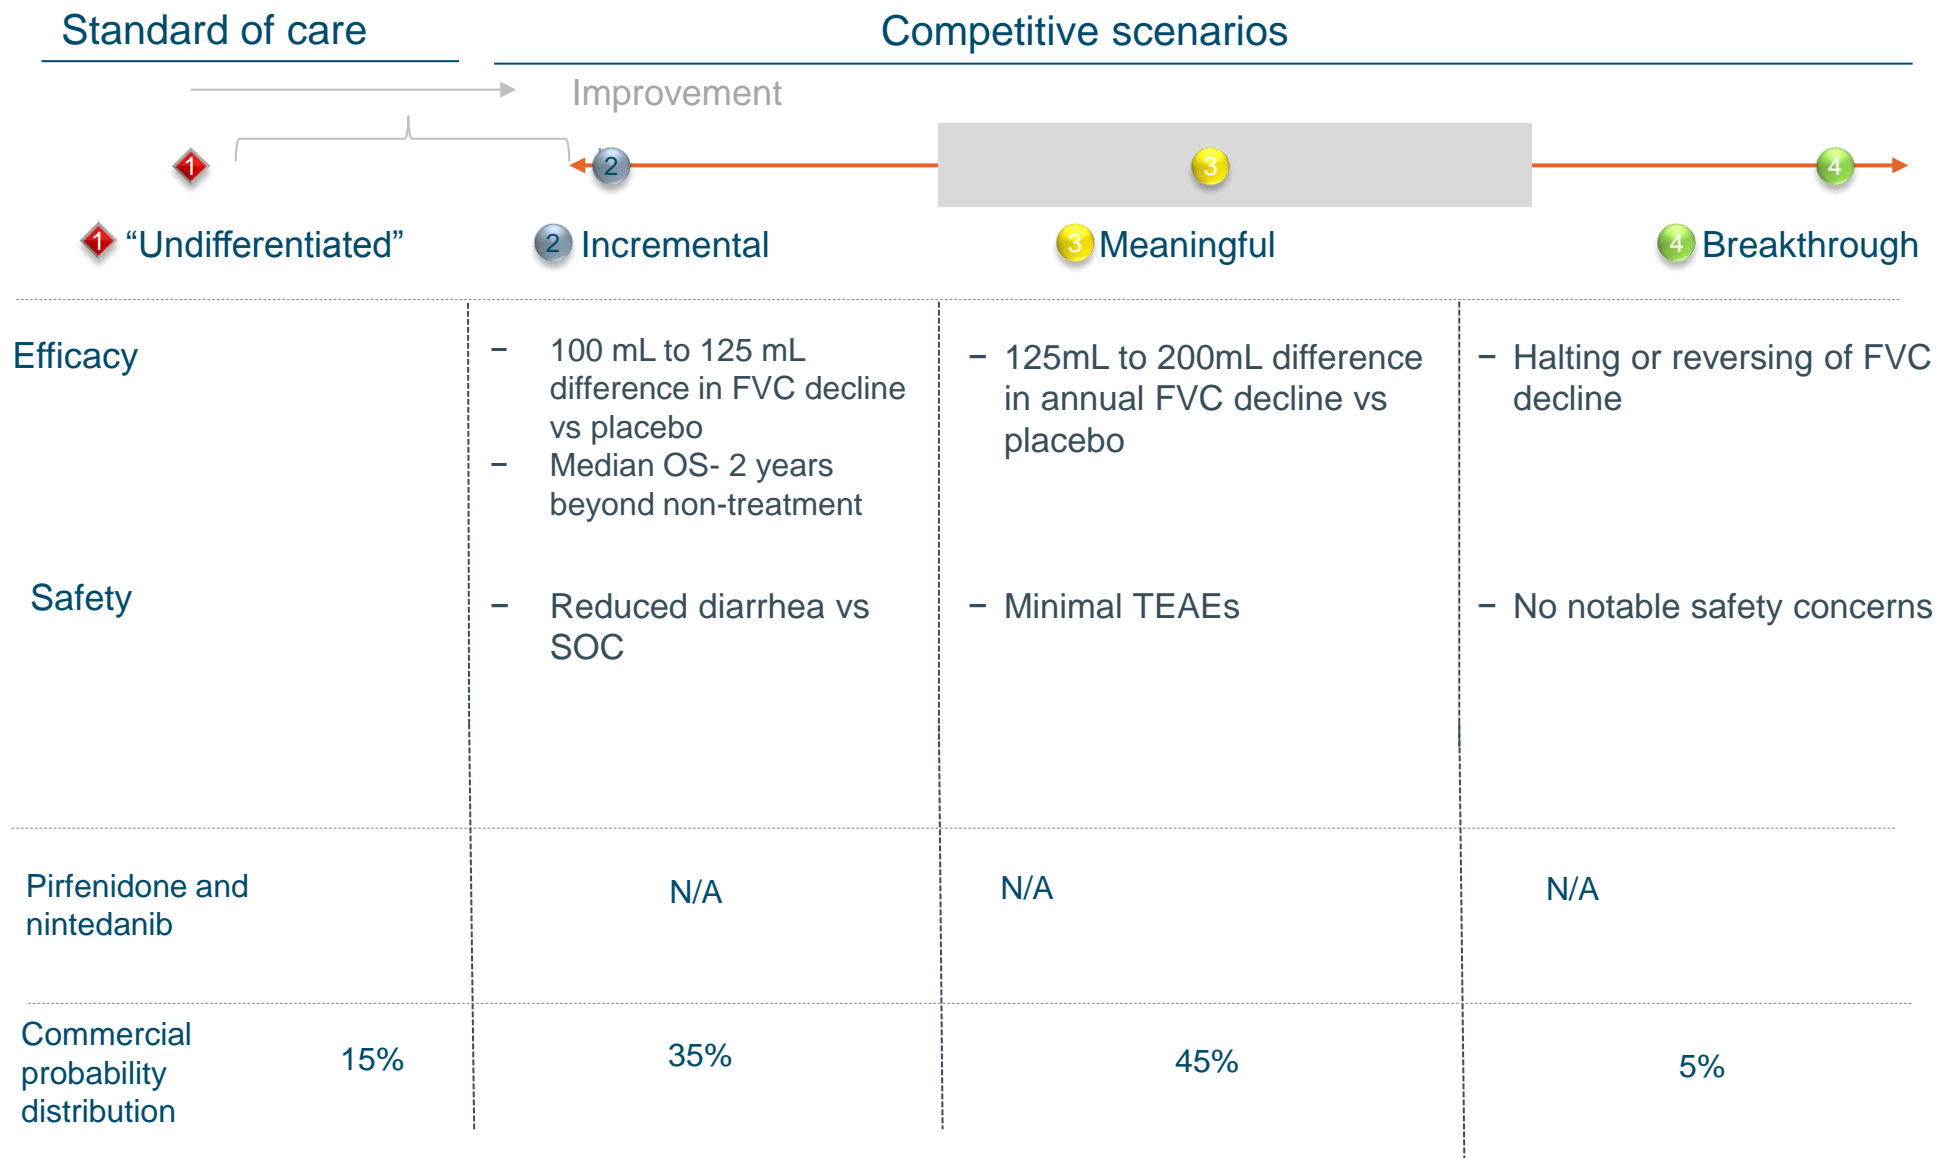 Standard of care
Competitive scenarios
Improvement
1
2
3
4
1 “Undifferentiated”
2 Incremental
3 Meaningful
4 Breakthrough
Efficacy
− 100 mL to 125 mL
difference in FVC decline
vs placebo
− Median OS- 2 years
beyond non-treatment
− 125mL to 200mL difference
in annual FVC decline vs
placebo
− Halting or reversing of FVC
decline
Safety
− Reduced diarrhea vs
SOC
− Minimal TEAEs
− No notable safety concerns
Pirfenidone and
nintedanib
N/A
N/A
N/A
Commercial
probability
distribution
15%
35%
45%
5%